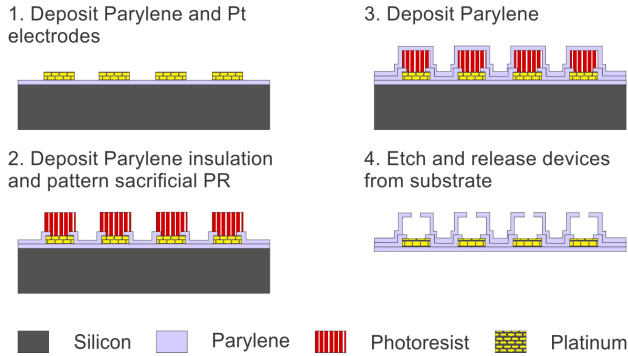 1. Deposit Parylene and Pt
electrodes
3. Deposit Parylene
2. Deposit Parylene insulation
and pattern sacrificial PR
4. Etch and release devices
from substrate
Silicon
Parylene
Photoresist
Platinum